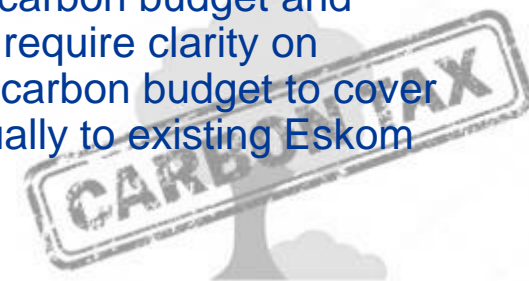 carbon budget and
require clarity on
carbon budget to cover
ually to existing Eskom
CARBON TAX